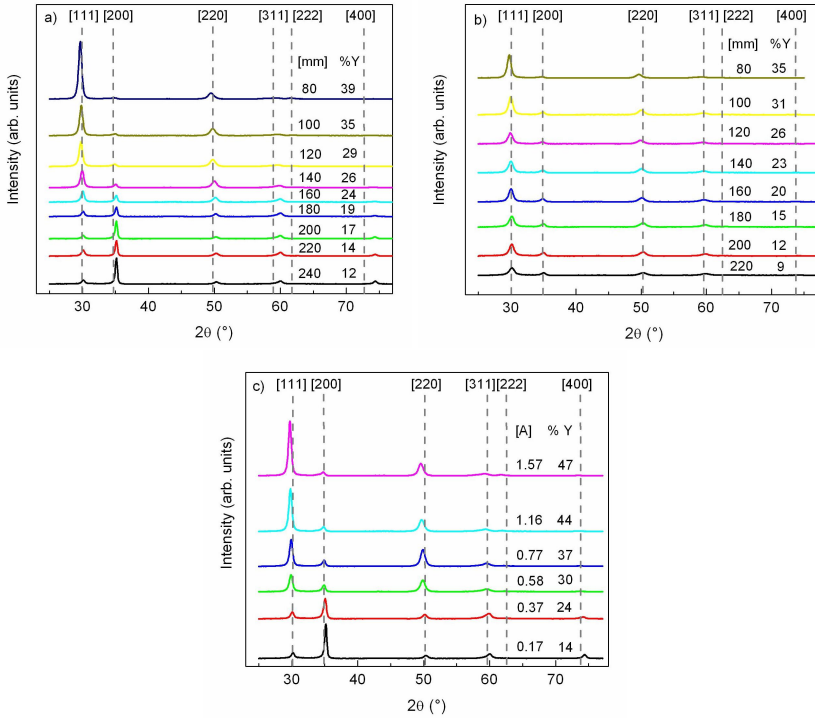 a)
[111] [200] [220] [311] [222] [400]
[mm] %Y
80 39
100 35
120 29
140 26
160 24
180 19
200 17
220 14
240 12
Intensity (arb. units)
30 40 50 60 70
2θ (°)
b)
[111] [200] [220] [311] [222] [400]
[mm] %Y
80 35
100 31
120 26
140 23
160 20
180 15
200 12
220 9
Intensity (arb. units)
30 40 50 60 70
2θ (°)
c)
[111] [200] [220] [311] [222] [400]
[A] % Y
1.57 47
1.16 44
0.77 37
0.58 30
0.37 24
0.17 14
Intensity (arb. units)
30 40 50 60 70
2θ (°)